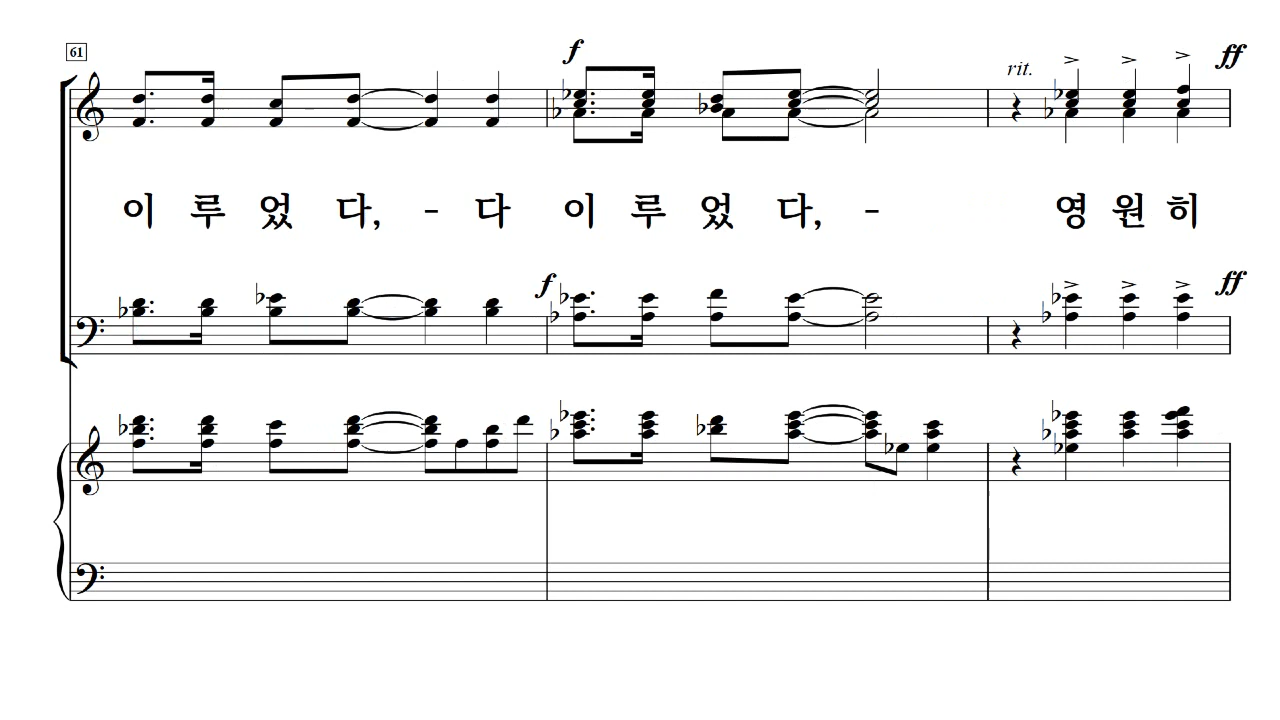 61
f
rit.
ff
이 루 었 다, - 다 이 루 었 다, - 영 원 히
f
ff